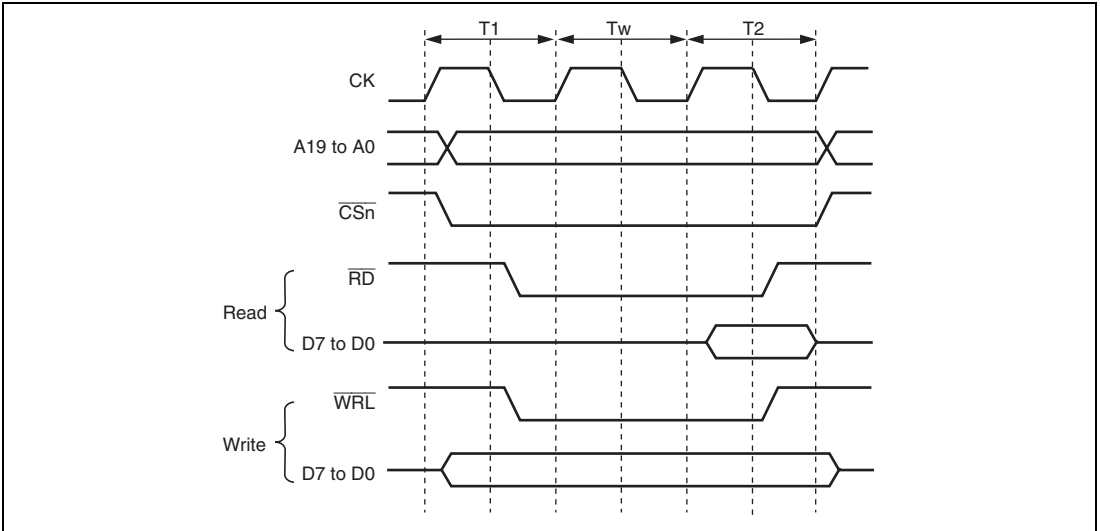 T1 Tw T2
CK
A19 to A0
CSn
RD
Read
D7 to D0
WRL
Write
D7 to D0